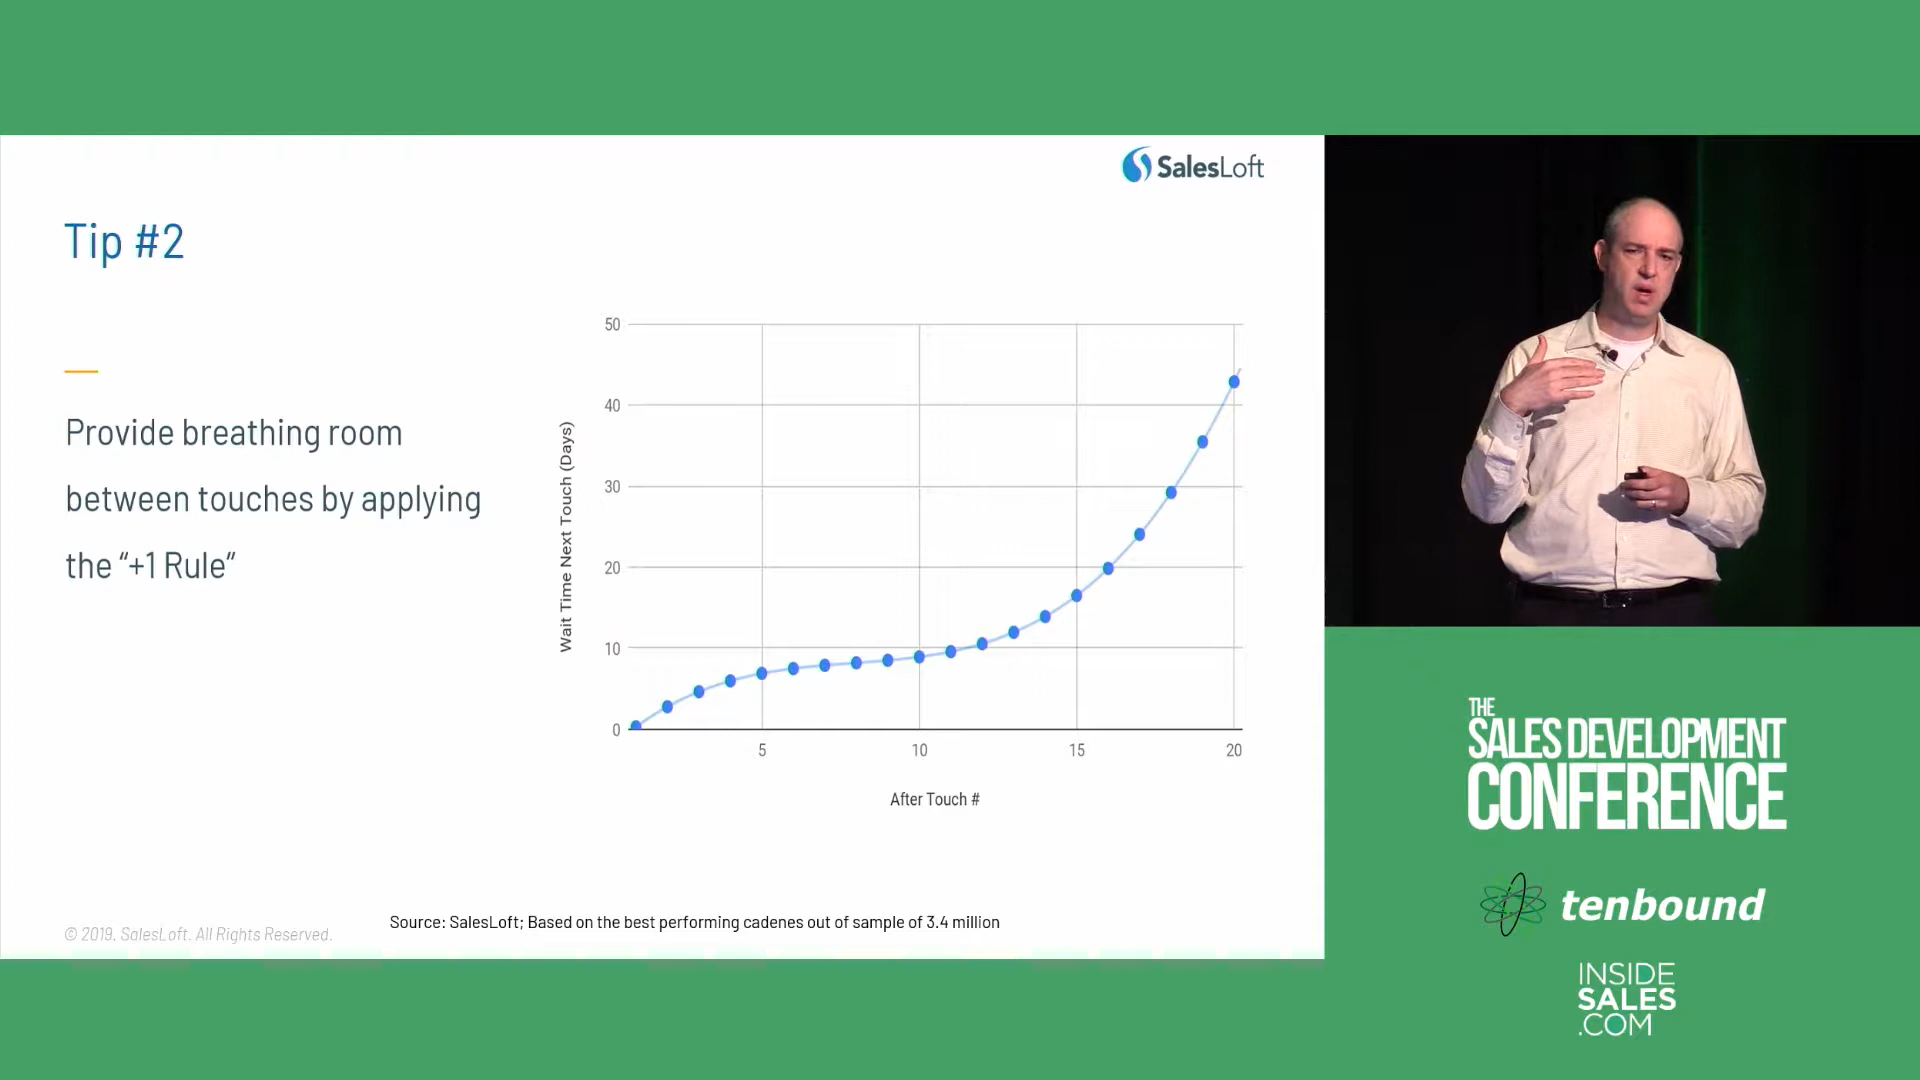 SalesLoft
Tip #2
Provide breathing room
between touches by applying
the “+1 Rule”
Wait Time Next Touch (Days)
50
40
30
20
10
0
5
10
15
20
After Touch #
Source: SalesLoft; Based on the best performing cadenes out of sample of 3.4 million
© 2019. SalesLoft. All Rights Reserved.
THE
SALES DEVELOPMENT
CONFERENCE
tenbound
INSIDE
SALES
.COM